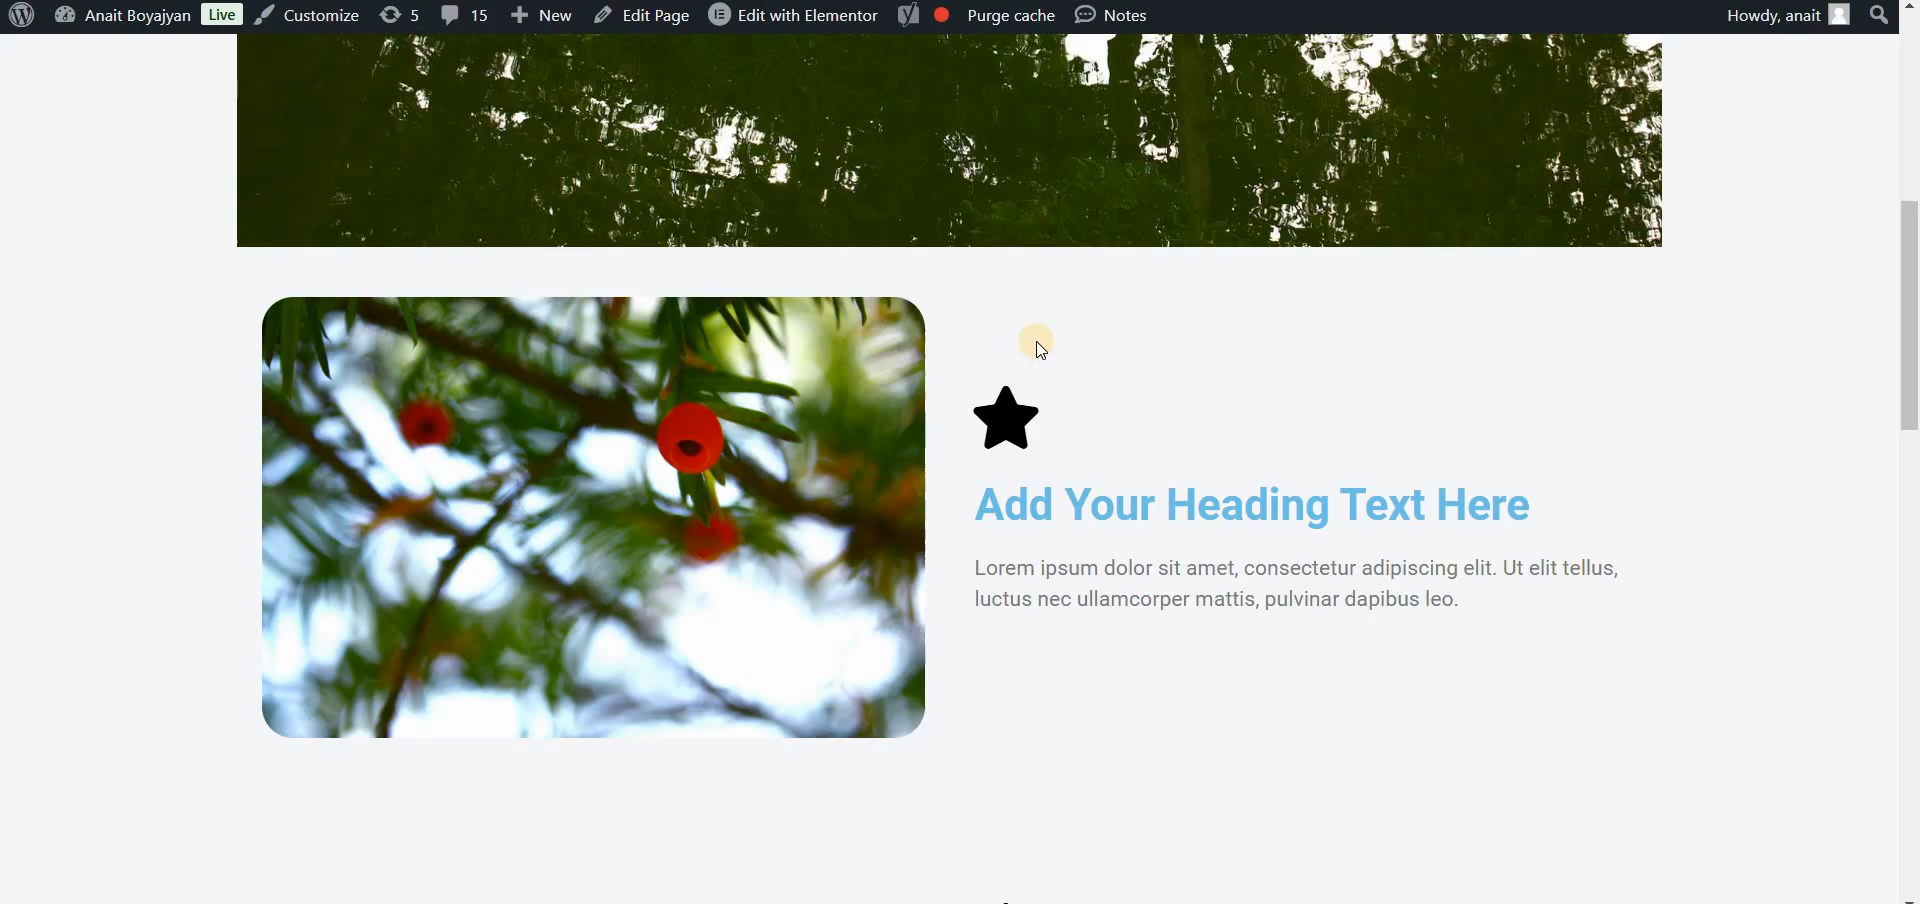 Anait Boyajyan Live Customize 5 15 New Edit Page Edit with Elementor Purge cache Notes Howdy, anait
Add Your Heading Text Here
Lorem ipsum dolor sit amet, consectetur adipiscing elit. Ut elit tellus,
luctus nec ullamcorper mattis, pulvinar dapibus leo.